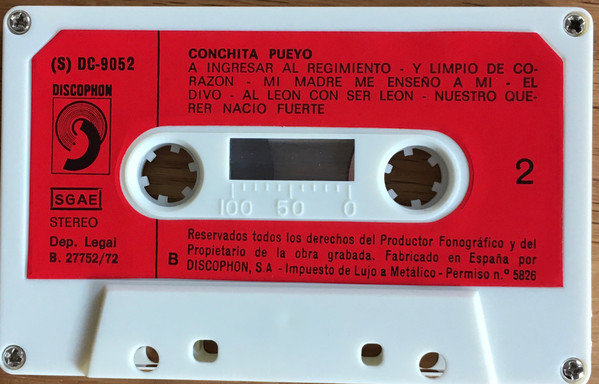 (S) DC-9052
DISCOPHON
SGAE
STEREO
Dep. Legal
B. 27752/72
CONCHITA PUEYO
A INGRESAR AL REGIMIENTO - Y LIMPIO DE CO-
RAZON - MI MADRE ME ENSEÑO A MI - EL
DIVO - AL LEON CON SER LEON - NUESTRO QUE-
RER NACIO FUERTE
2
100 50 0
B
Reservados todos los derechos del Productor Fonográfico y del
Propietario de la obra grabada. Fabricado en España por
DISCOPHON, S.A - Impuesto de Lujo a Metálico - Permiso n.º 5826